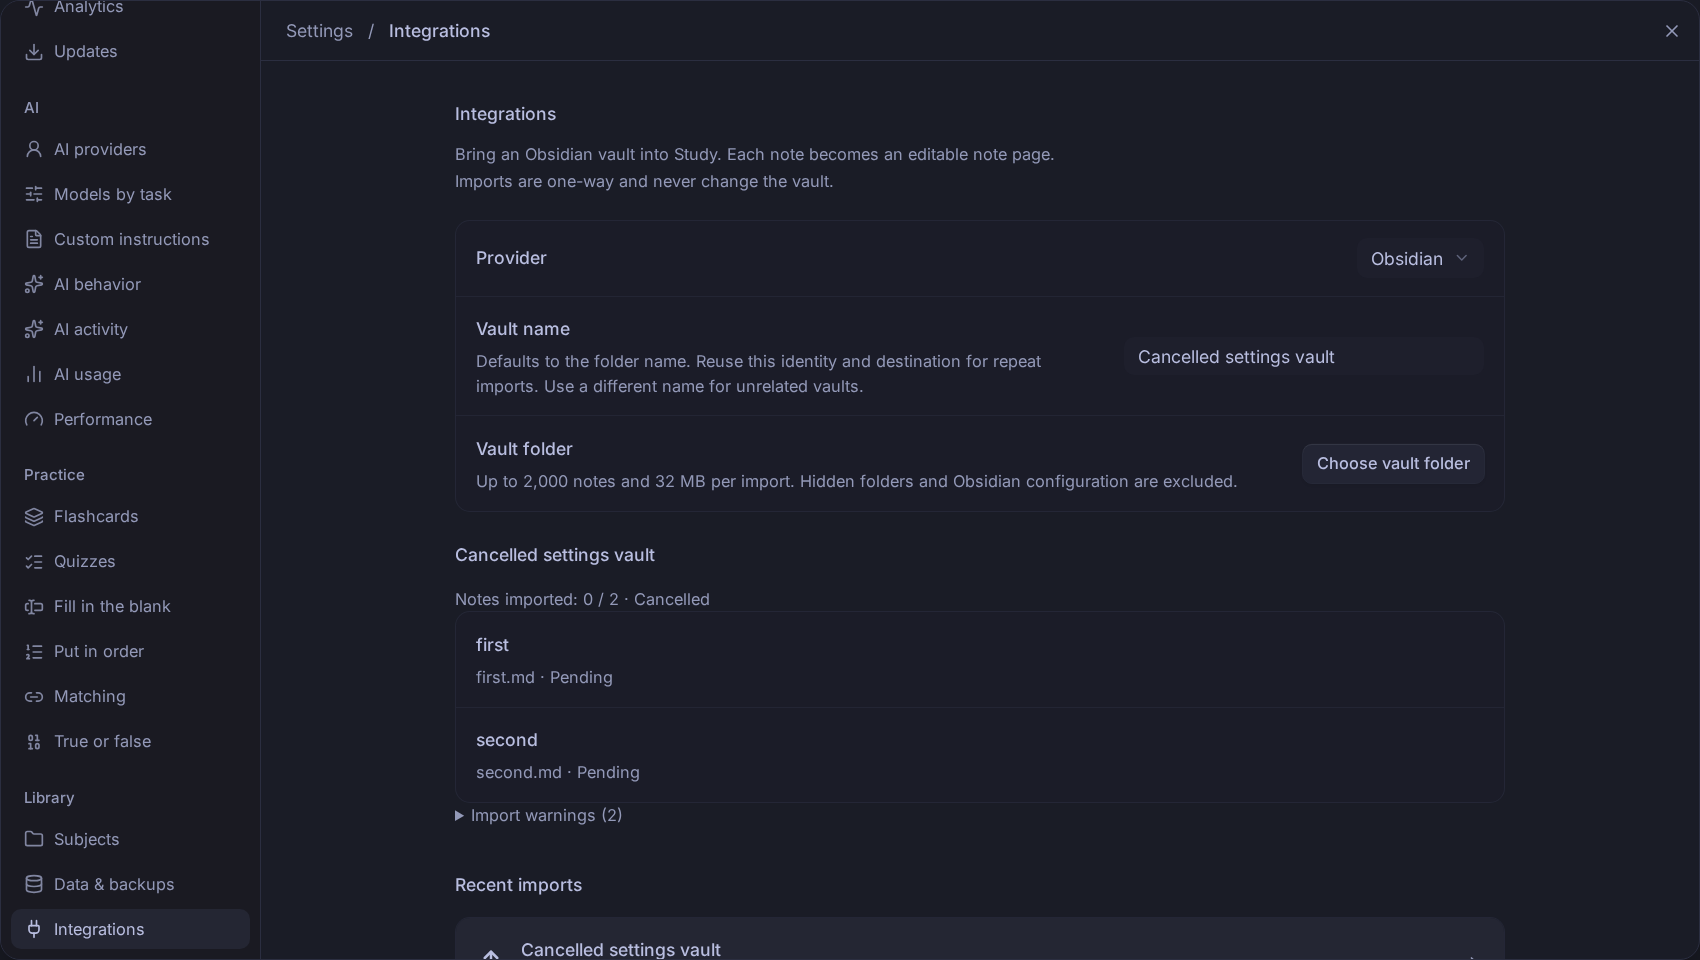 Analytics
Updates
AI
AI providers
Models by task
Custom instructions
AI behavior
AI activity
AI usage
Performance
Practice
Flashcards
Quizzes
Fill in the blank
Put in order
Matching
True or false
Library
Subjects
Data & backups
Integrations
Settings / Integrations
Integrations
Bring an Obsidian vault into Study. Each note becomes an editable note page.
Imports are one-way and never change the vault.
Provider
Obsidian
Vault name
Defaults to the folder name. Reuse this identity and destination for repeat
imports. Use a different name for unrelated vaults.
Cancelled settings vault
Vault folder
Up to 2,000 notes and 32 MB per import. Hidden folders and Obsidian configuration are excluded.
Choose vault folder
Cancelled settings vault
Notes imported: 0 / 2 · Cancelled
first
first.md · Pending
second
second.md · Pending
Import warnings (2)
Recent imports
Cancelled settings vault